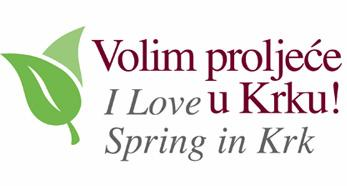 Volim proljeće
I Love u Krku!
Spring in Krk